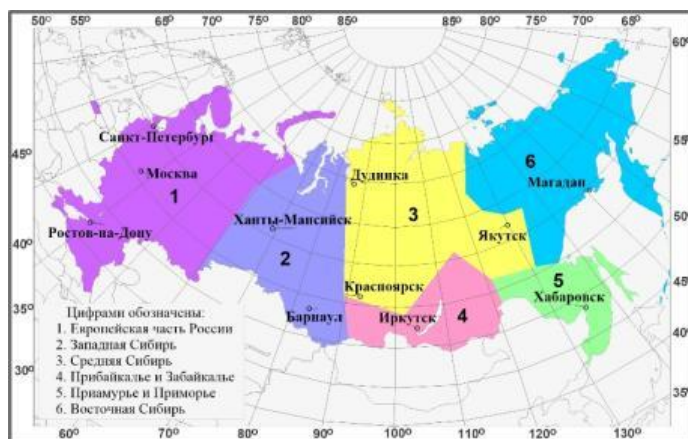 50° 55° 60° 65° 70° 75° 80° 85° 85° 80° 75° 70° 65°
60°
55°
50°
45°
40°
35°
45°
40°
35°
30°
Санкт-Петербург
Москва
1
Ростов-на-Дону
Ханты-Мансийск
2
Барнаул
Дудинка
3
Якутск
Красноярск
Иркутск
4
5
Хабаровск
6
Магадан
Цифрами обозначены:
1. Европейская часть России
2. Западная Сибирь
3. Средняя Сибирь
4. Прибайкалье и Забайкалье
5. Приамурье и Приморье
6. Восточная Сибирь
60° 70° 80° 90° 100° 110° 120° 130°